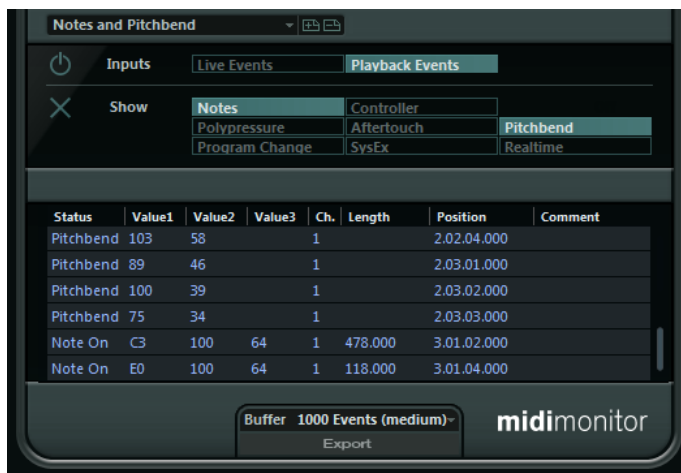 Notes and Pitchbend
Inputs Live Events Playback Events
Show Notes Controller
Polypressure Aftertouch Pitchbend
Program Change SysEx Realtime
Status Value1 Value2 Value3 Ch. Length Position Comment
Pitchbend 103 58 1 2.02.04.000
Pitchbend 89 46 1 2.03.01.000
Pitchbend 100 39 1 2.03.02.000
Pitchbend 75 34 1 2.03.03.000
Note On C3 100 64 1 478.000 3.01.02.000
Note On E0 100 64 1 118.000 3.01.04.000
Buffer 1000 Events (medium)
Export
midimonitor